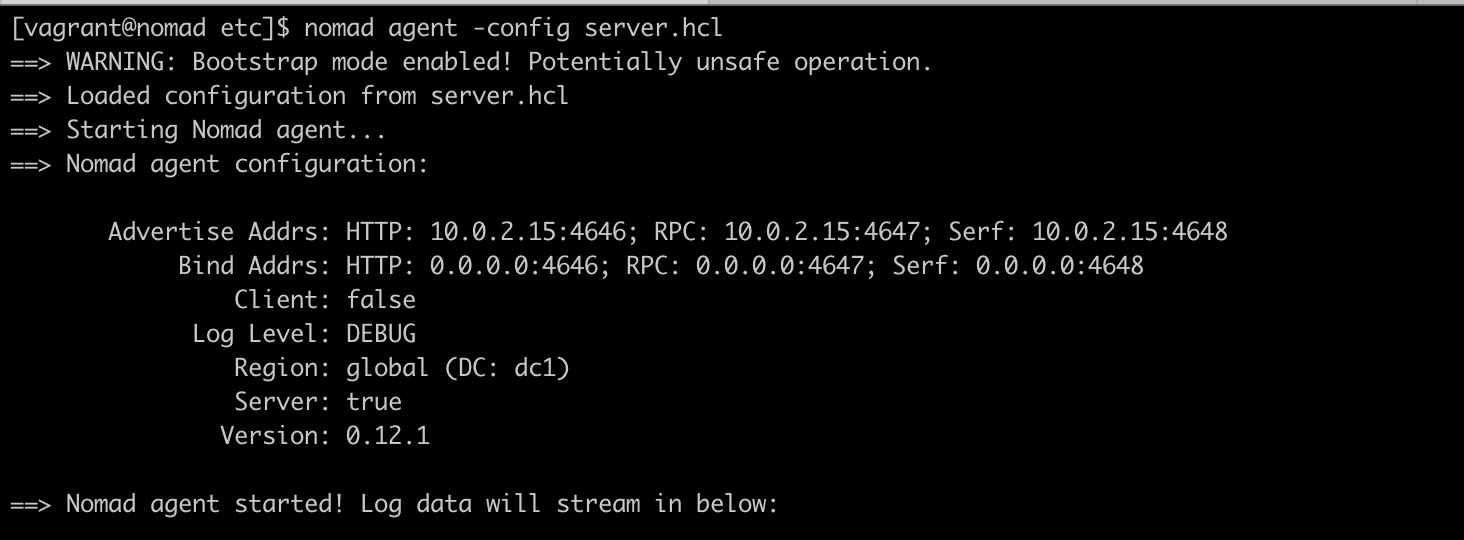 [vagrant@nomad etc]$ nomad agent -config server.hcl
==> WARNING: Bootstrap mode enabled! Potentially unsafe operation.
==> Loaded configuration from server.hcl
==> Starting Nomad agent...
==> Nomad agent configuration:
Advertise Addrs: HTTP: 10.0.2.15:4646; RPC: 10.0.2.15:4647; Serf: 10.0.2.15:4648
Bind Addrs: HTTP: 0.0.0.0:4646; RPC: 0.0.0.0:4647; Serf: 0.0.0.0:4648
Client: false
Log Level: DEBUG
Region: global (DC: dc1)
Server: true
Version: 0.12.1
==> Nomad agent started! Log data will stream in below: